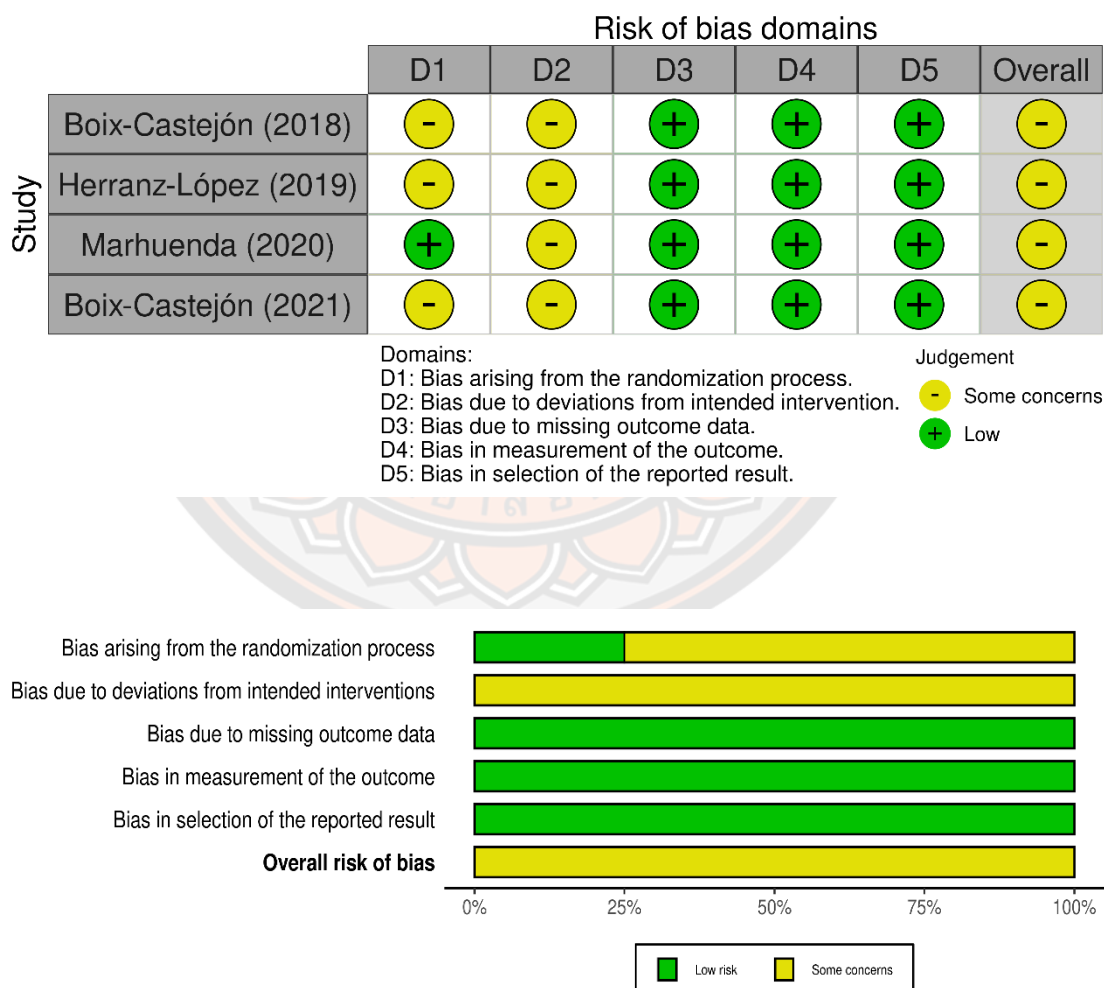 Risk of bias domains
D1 D2 D3 D4 D5 Overall
Study
Boix-Castejón (2018) - - + + + -
Herranz-López (2019) - - + + + -
Marhuenda (2020) + - + + + -
Boix-Castejón (2021) - - + + + -
Domains:
D1: Bias arising from the randomization process.
D2: Bias due to deviations from intended intervention.
D3: Bias due to missing outcome data.
D4: Bias in measurement of the outcome.
D5: Bias in selection of the reported result.
Judgement
- Some concerns
+ Low
Bias arising from the randomization process
Bias due to deviations from intended interventions
Bias due to missing outcome data
Bias in measurement of the outcome
Bias in selection of the reported result
Overall risk of bias
0% 25% 50% 75% 100%
Low risk Some concerns